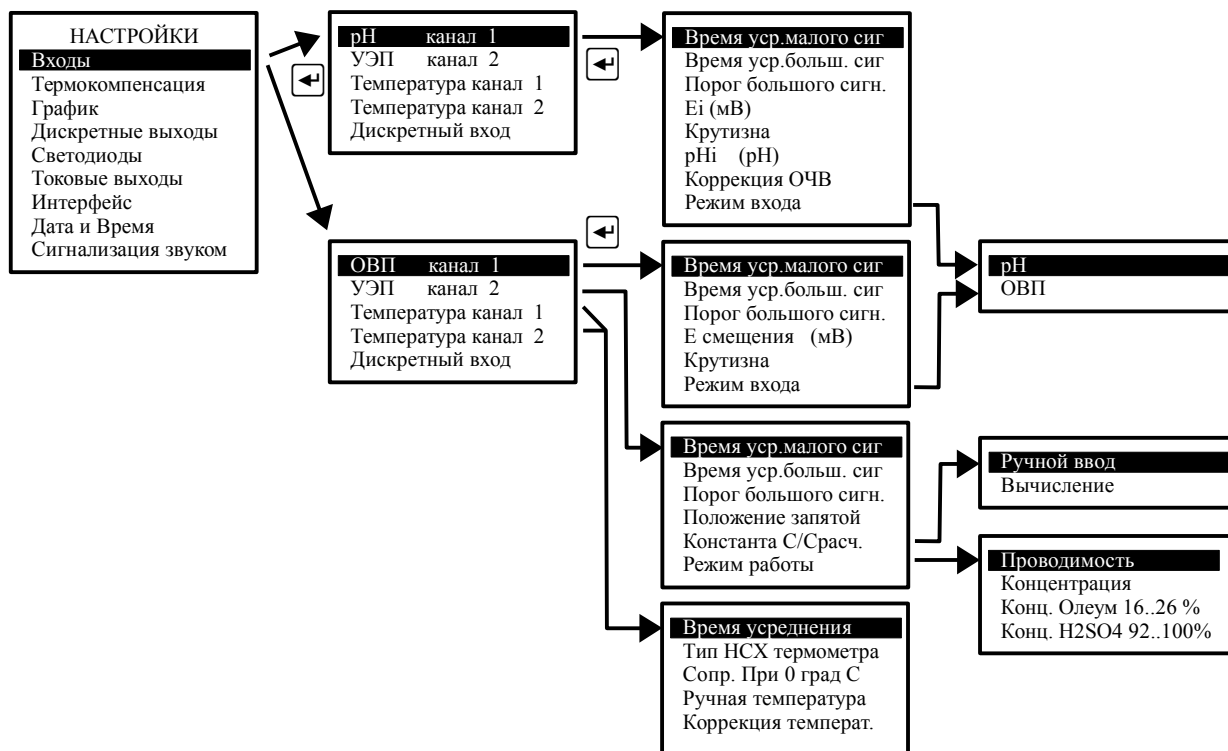 НАСТРОЙКИ
Входы
Термокомпенсация
График
Дискретные выходы
Светодиоды
Токовые выходы
Интерфейс
Дата и Время
Сигнализация звуком
pH канал 1
УЭП канал 2
Температура канал 1
Температура канал 2
Дискретный вход
Время уср.малого сиг
Время уср.больш. сиг
Порог большого сигн.
Ei (мВ)
Крутизна
pHi (pH)
Коррекция ОЧВ
Режим входа
ОВП канал 1
УЭП канал 2
Температура канал 1
Температура канал 2
Дискретный вход
Время уср.малого сиг
Время уср.больш. сиг
Порог большого сигн.
Е смещения (мВ)
Крутизна
Режим входа
pH
ОВП
Время уср.малого сиг
Время уср.больш. сиг
Порог большого сигн.
Положение запятой
Константа С/Срасч.
Режим работы
Ручной ввод
Вычисление
Проводимость
Концентрация
Конц. Олеум 16..26 %
Конц. H2SO4 92..100%
Время усреднения
Тип НСХ термометра
Сопр. При 0 град С
Ручная температура
Коррекция температ.